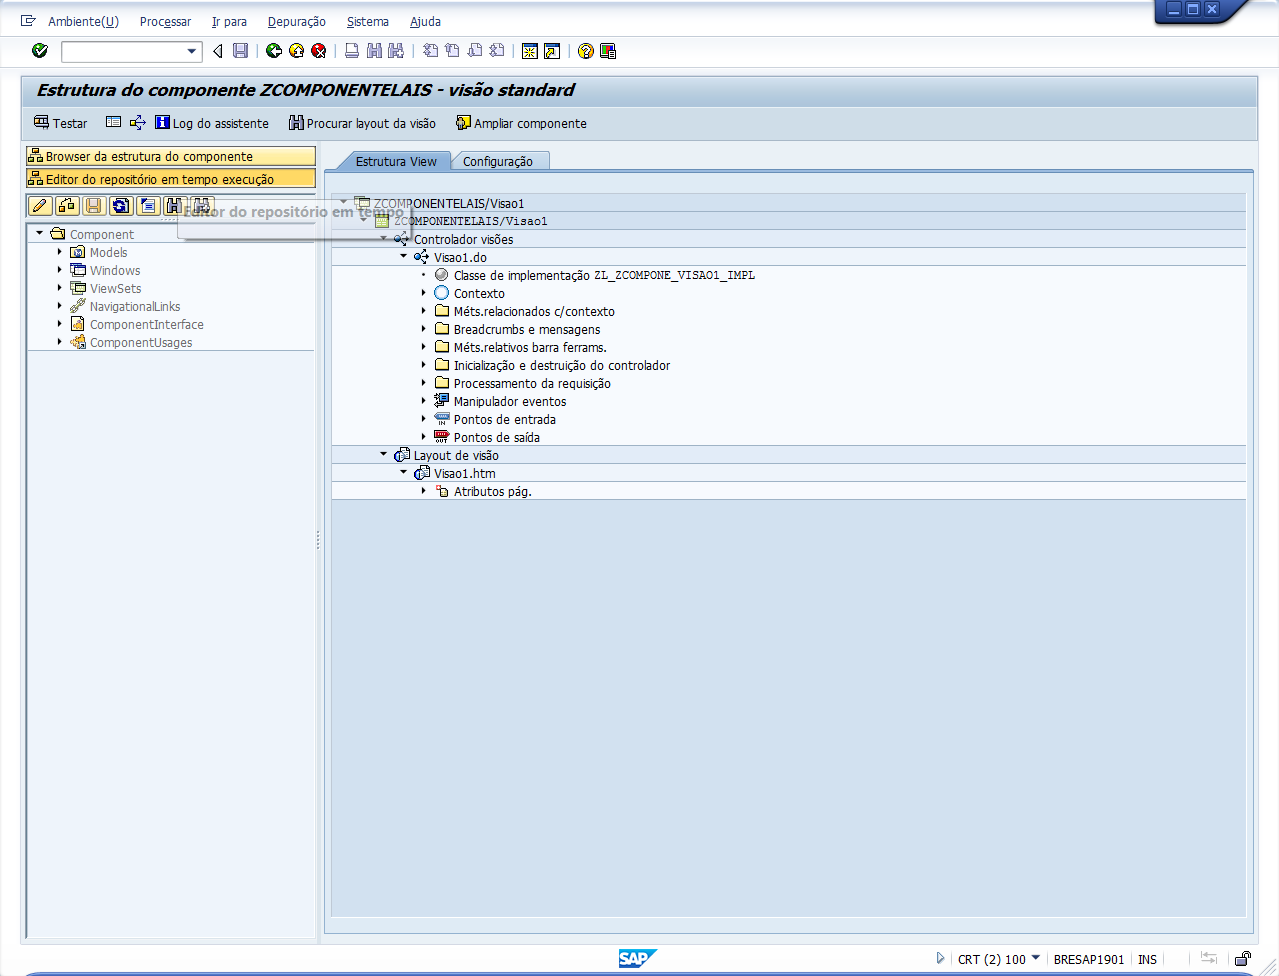 Ambiente(U) Processar Ir para Depuração Sistema Ajuda
Estrutura do componente ZCOMPONENTELAIS - visão standard
Testar Log do assistente Procurar layout da visão Ampliar componente
Browser da estrutura do componente
Editor do repositório em tempo execução
Editor do repositório em tempo
Component
Models
Windows
ViewSets
NavigationalLinks
ComponentInterface
ComponentUsages
Estrutura View Configuração
ZCOMPONENTELAIS/Visao1
ZCOMPONENTELAIS/Visao1
Controlador visões
Visao1.do
Classe de implementação ZL_ZCOMPONE_VISAO1_IMPL
Contexto
Méts.relacionados c/contexto
Breadcrumbs e mensagens
Méts.relativos barra ferrams.
Inicialização e destruição do controlador
Processamento da requisição
Manipulador eventos
IN Pontos de entrada
OUT Pontos de saída
Layout de visão
Visao1.htm
Atributos pág.
SAP CRT (2) 100 BRESAP1901 INS